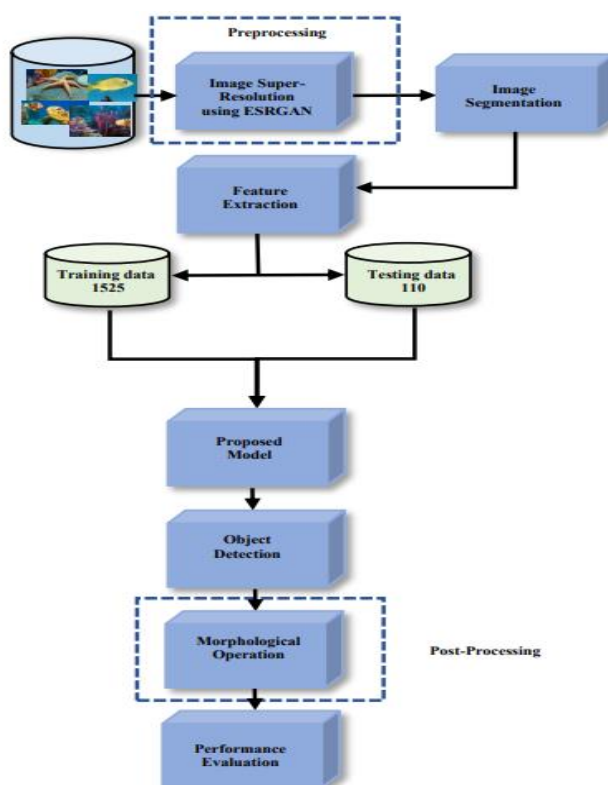 Preprocessing
Image Super-
Resolution
using ESRGAN
Image
Segmentation
Feature
Extraction
Training data
1525
Testing data
110
Proposed
Model
Object
Detection
Morphological
Operation
Post-Processing
Performance
Evaluation